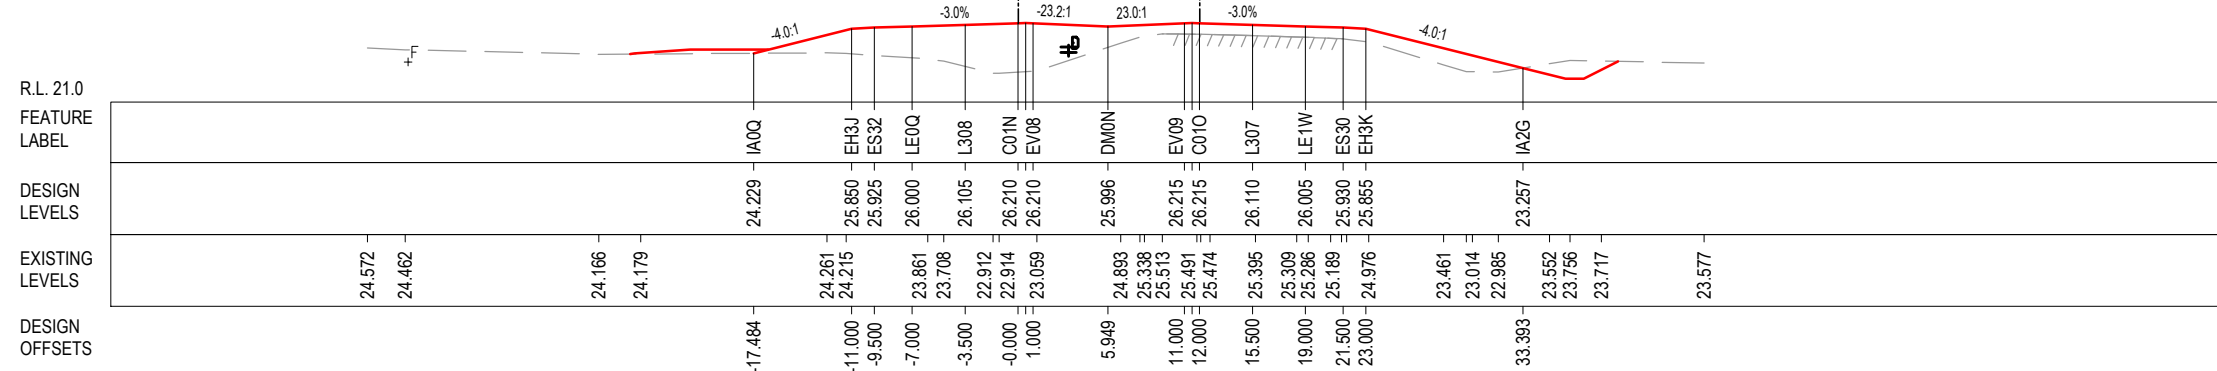 -4.0:1 -3.0% -23.2:1 23.0:1 -3.0% -4.0:1
F
R.L. 21.0
FEATURE
LABEL
IA0Q EH3J ES32 LE0Q L308 C01N EV08 DM0N EV09 C01O L307 LE1W ES30 EH3K IA2G
DESIGN
LEVELS
24.229 25.850 25.925 26.000 26.105 26.210 26.210 25.996 26.215 26.215 26.110 26.005 25.930 25.855 23.257
EXISTING
LEVELS
24.572 24.462 24.166 24.179 24.261 24.215 23.861 23.708 22.912 22.914 23.059 24.893 25.338 25.513 25.491 25.474 25.395 25.309 25.286 25.189 24.976 23.461 23.014 22.985 23.552 23.756 23.717 23.577
DESIGN
OFFSETS
-17.484 -11.000 -9.500 -7.000 -3.500 -0.000 1.000 5.949 11.000 12.000 15.500 19.000 21.500 23.000 33.393